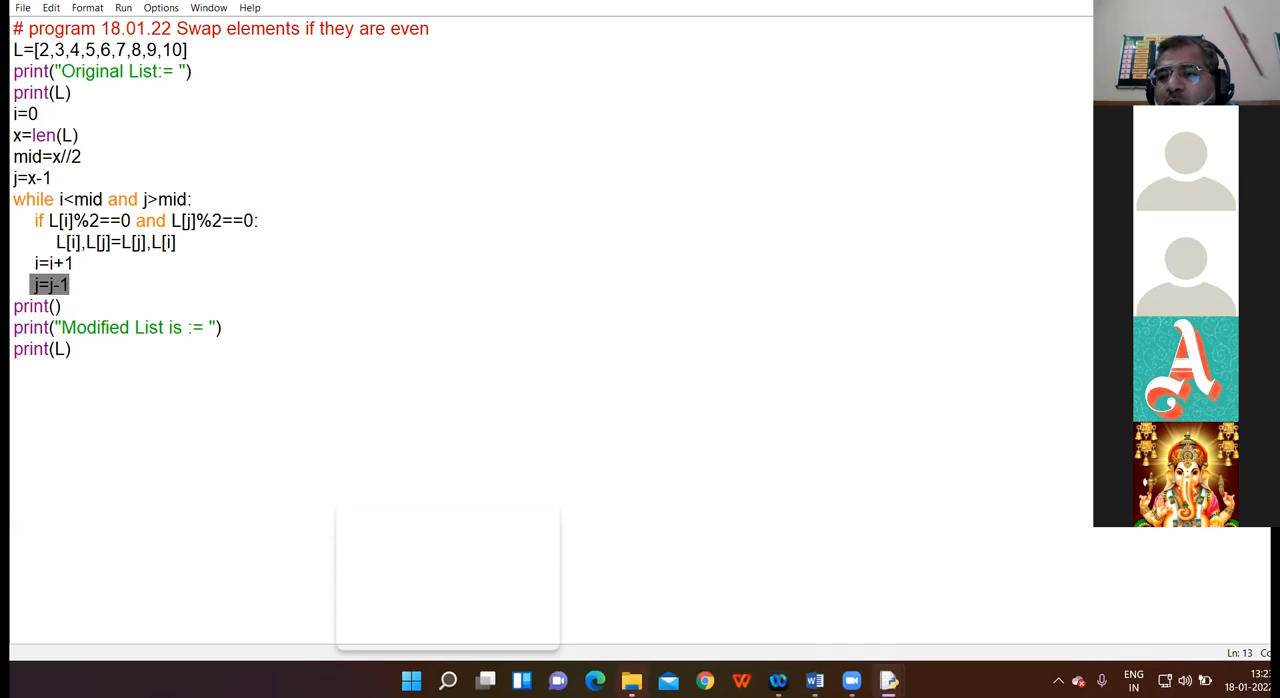 File Edit Format Run Options Window Help
# program 18.01.22 Swap elements if they are even
L=[2,3,4,5,6,7,8,9,10]
print("Original List:= ")
print(L)
i=0
x=len(L)
mid=x//2
j=x-1
while i<mid and j>mid:
if L[i]%2==0 and L[j]%2==0:
L[i],L[j]=L[j],L[i]
i=i+1
j=j-1
print()
print("Modified List is := ")
print(L)
A
Ln: 13
ENG
IN
18-01-202